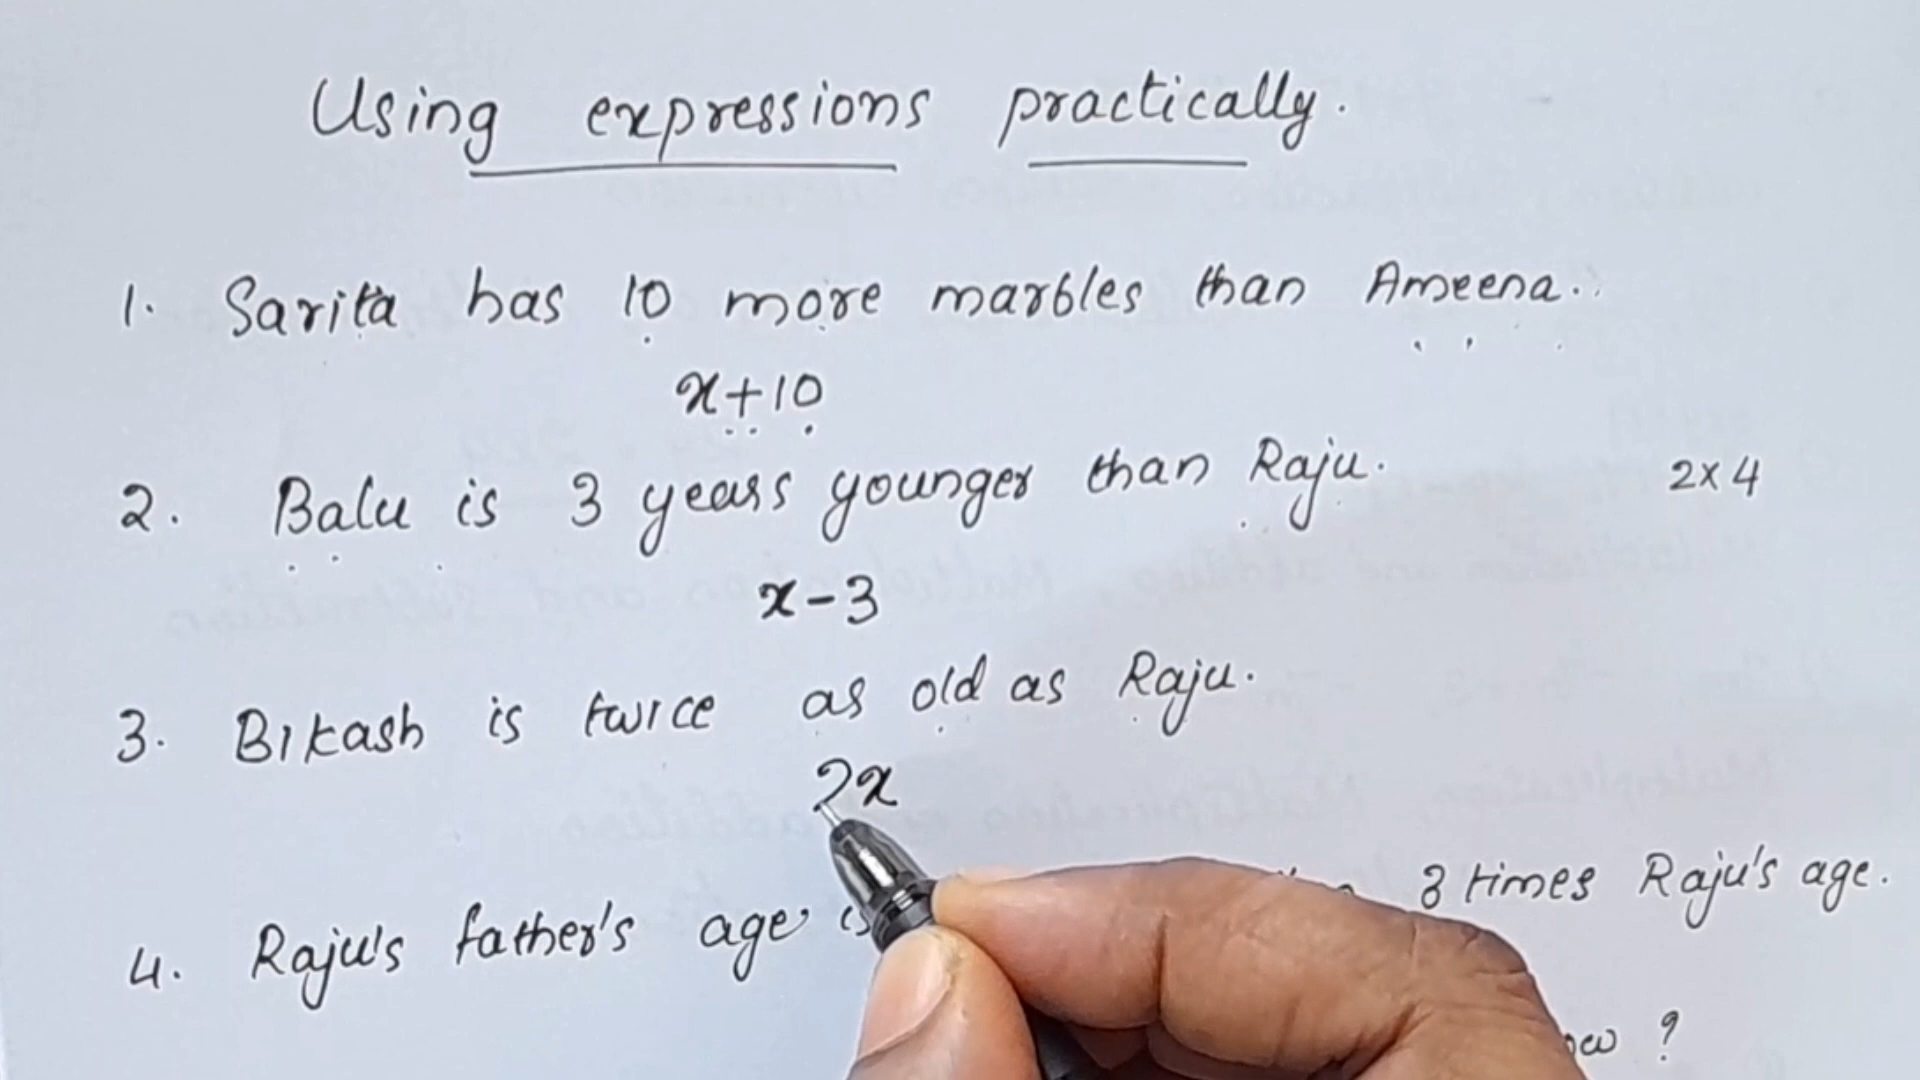 Using expressions practically.
1. Sarita has 10 more marbles than Ameena.
x+10
2. Balu is 3 years younger than Raju.
2x4
x-3
3. Bikash is twice as old as Raju.
2x
4. Raju's father's age is 3 times Raju's age.
?